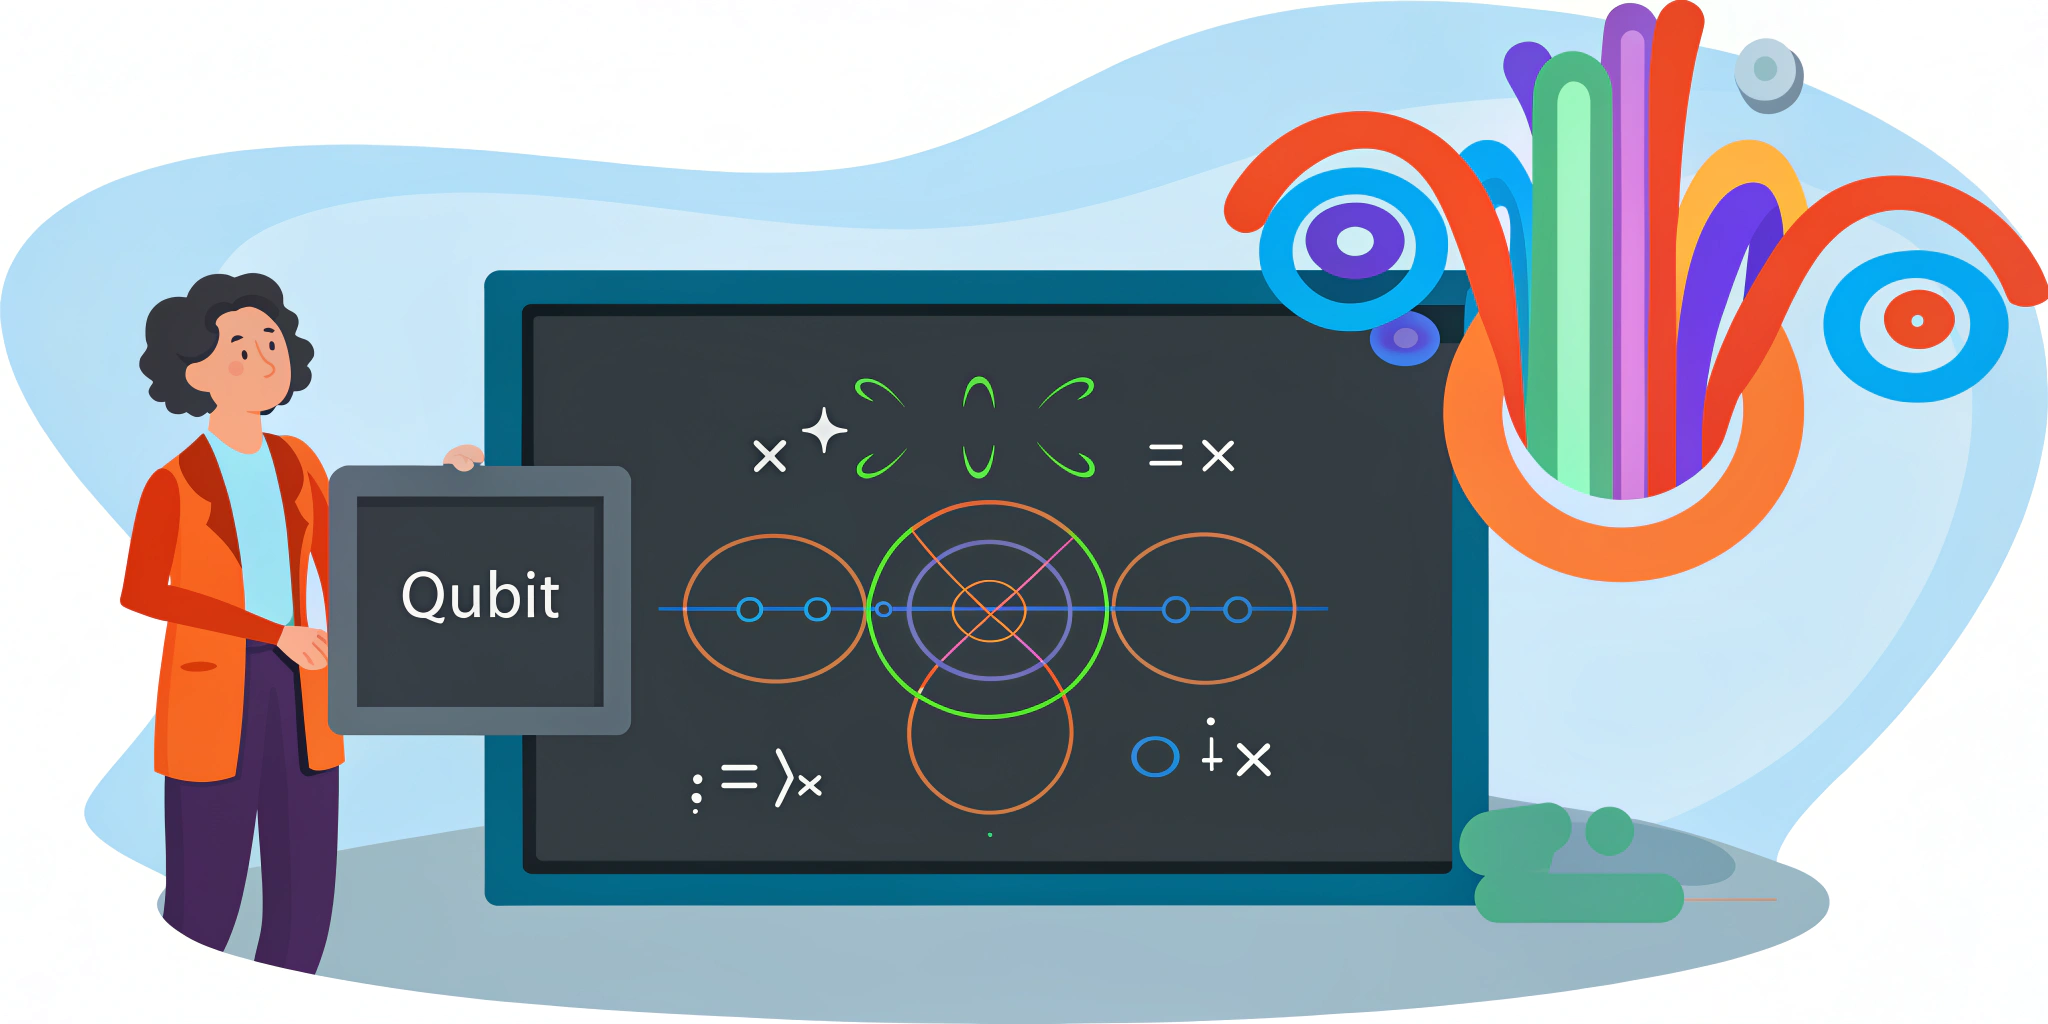 Qubit
× = ×